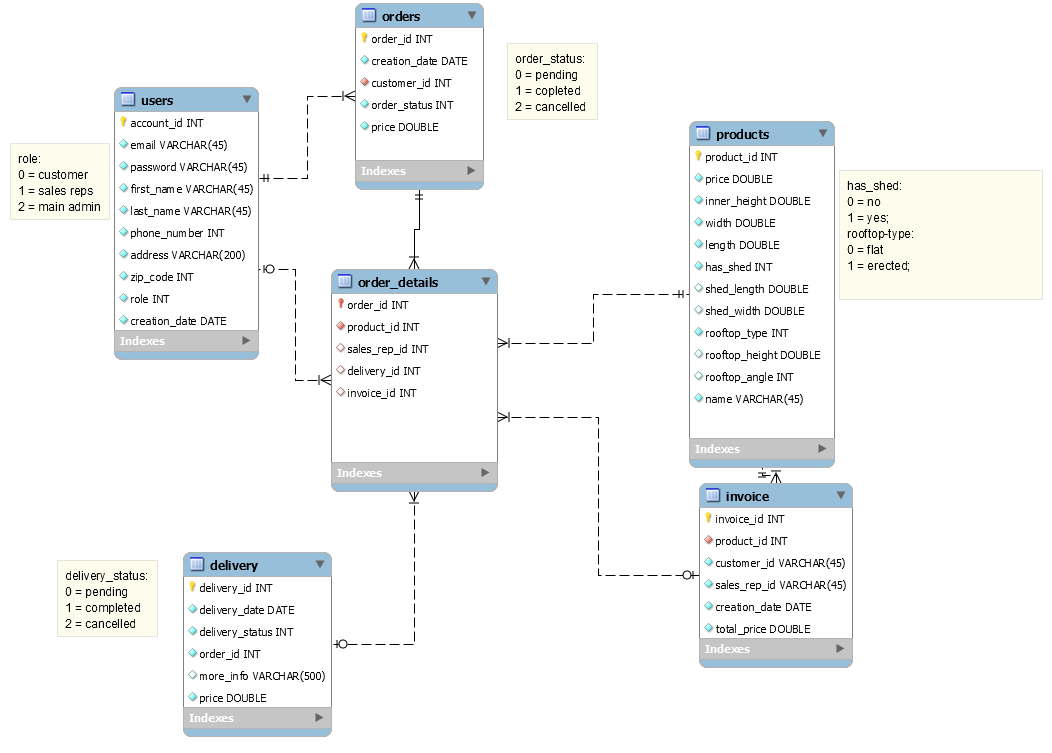 orders
order_id INT
creation_date DATE
customer_id INT
order_status INT
price DOUBLE
Indexes
order_status:
0 = pending
1 = copleted
2 = cancelled
users
account_id INT
email VARCHAR(45)
password VARCHAR(45)
first_name VARCHAR(45)
last_name VARCHAR(45)
phone_number INT
address VARCHAR(200)
zip_code INT
role INT
creation_date DATE
Indexes
role:
0 = customer
1 = sales reps
2 = main admin
products
product_id INT
price DOUBLE
inner_height DOUBLE
width DOUBLE
length DOUBLE
has_shed INT
shed_length DOUBLE
shed_width DOUBLE
rooftop_type INT
rooftop_height DOUBLE
rooftop_angle INT
name VARCHAR(45)
Indexes
has_shed:
0 = no
1 = yes;
rooftop-type:
0 = flat
1 = erected;
order_details
order_id INT
product_id INT
sales_rep_id INT
delivery_id INT
invoice_id INT
Indexes
invoice
invoice_id INT
product_id INT
customer_id VARCHAR(45)
sales_rep_id VARCHAR(45)
creation_date DATE
total_price DOUBLE
Indexes
delivery_status:
0 = pending
1 = completed
2 = cancelled
delivery
delivery_id INT
delivery_date DATE
delivery_status INT
order_id INT
more_info VARCHAR(500)
price DOUBLE
Indexes